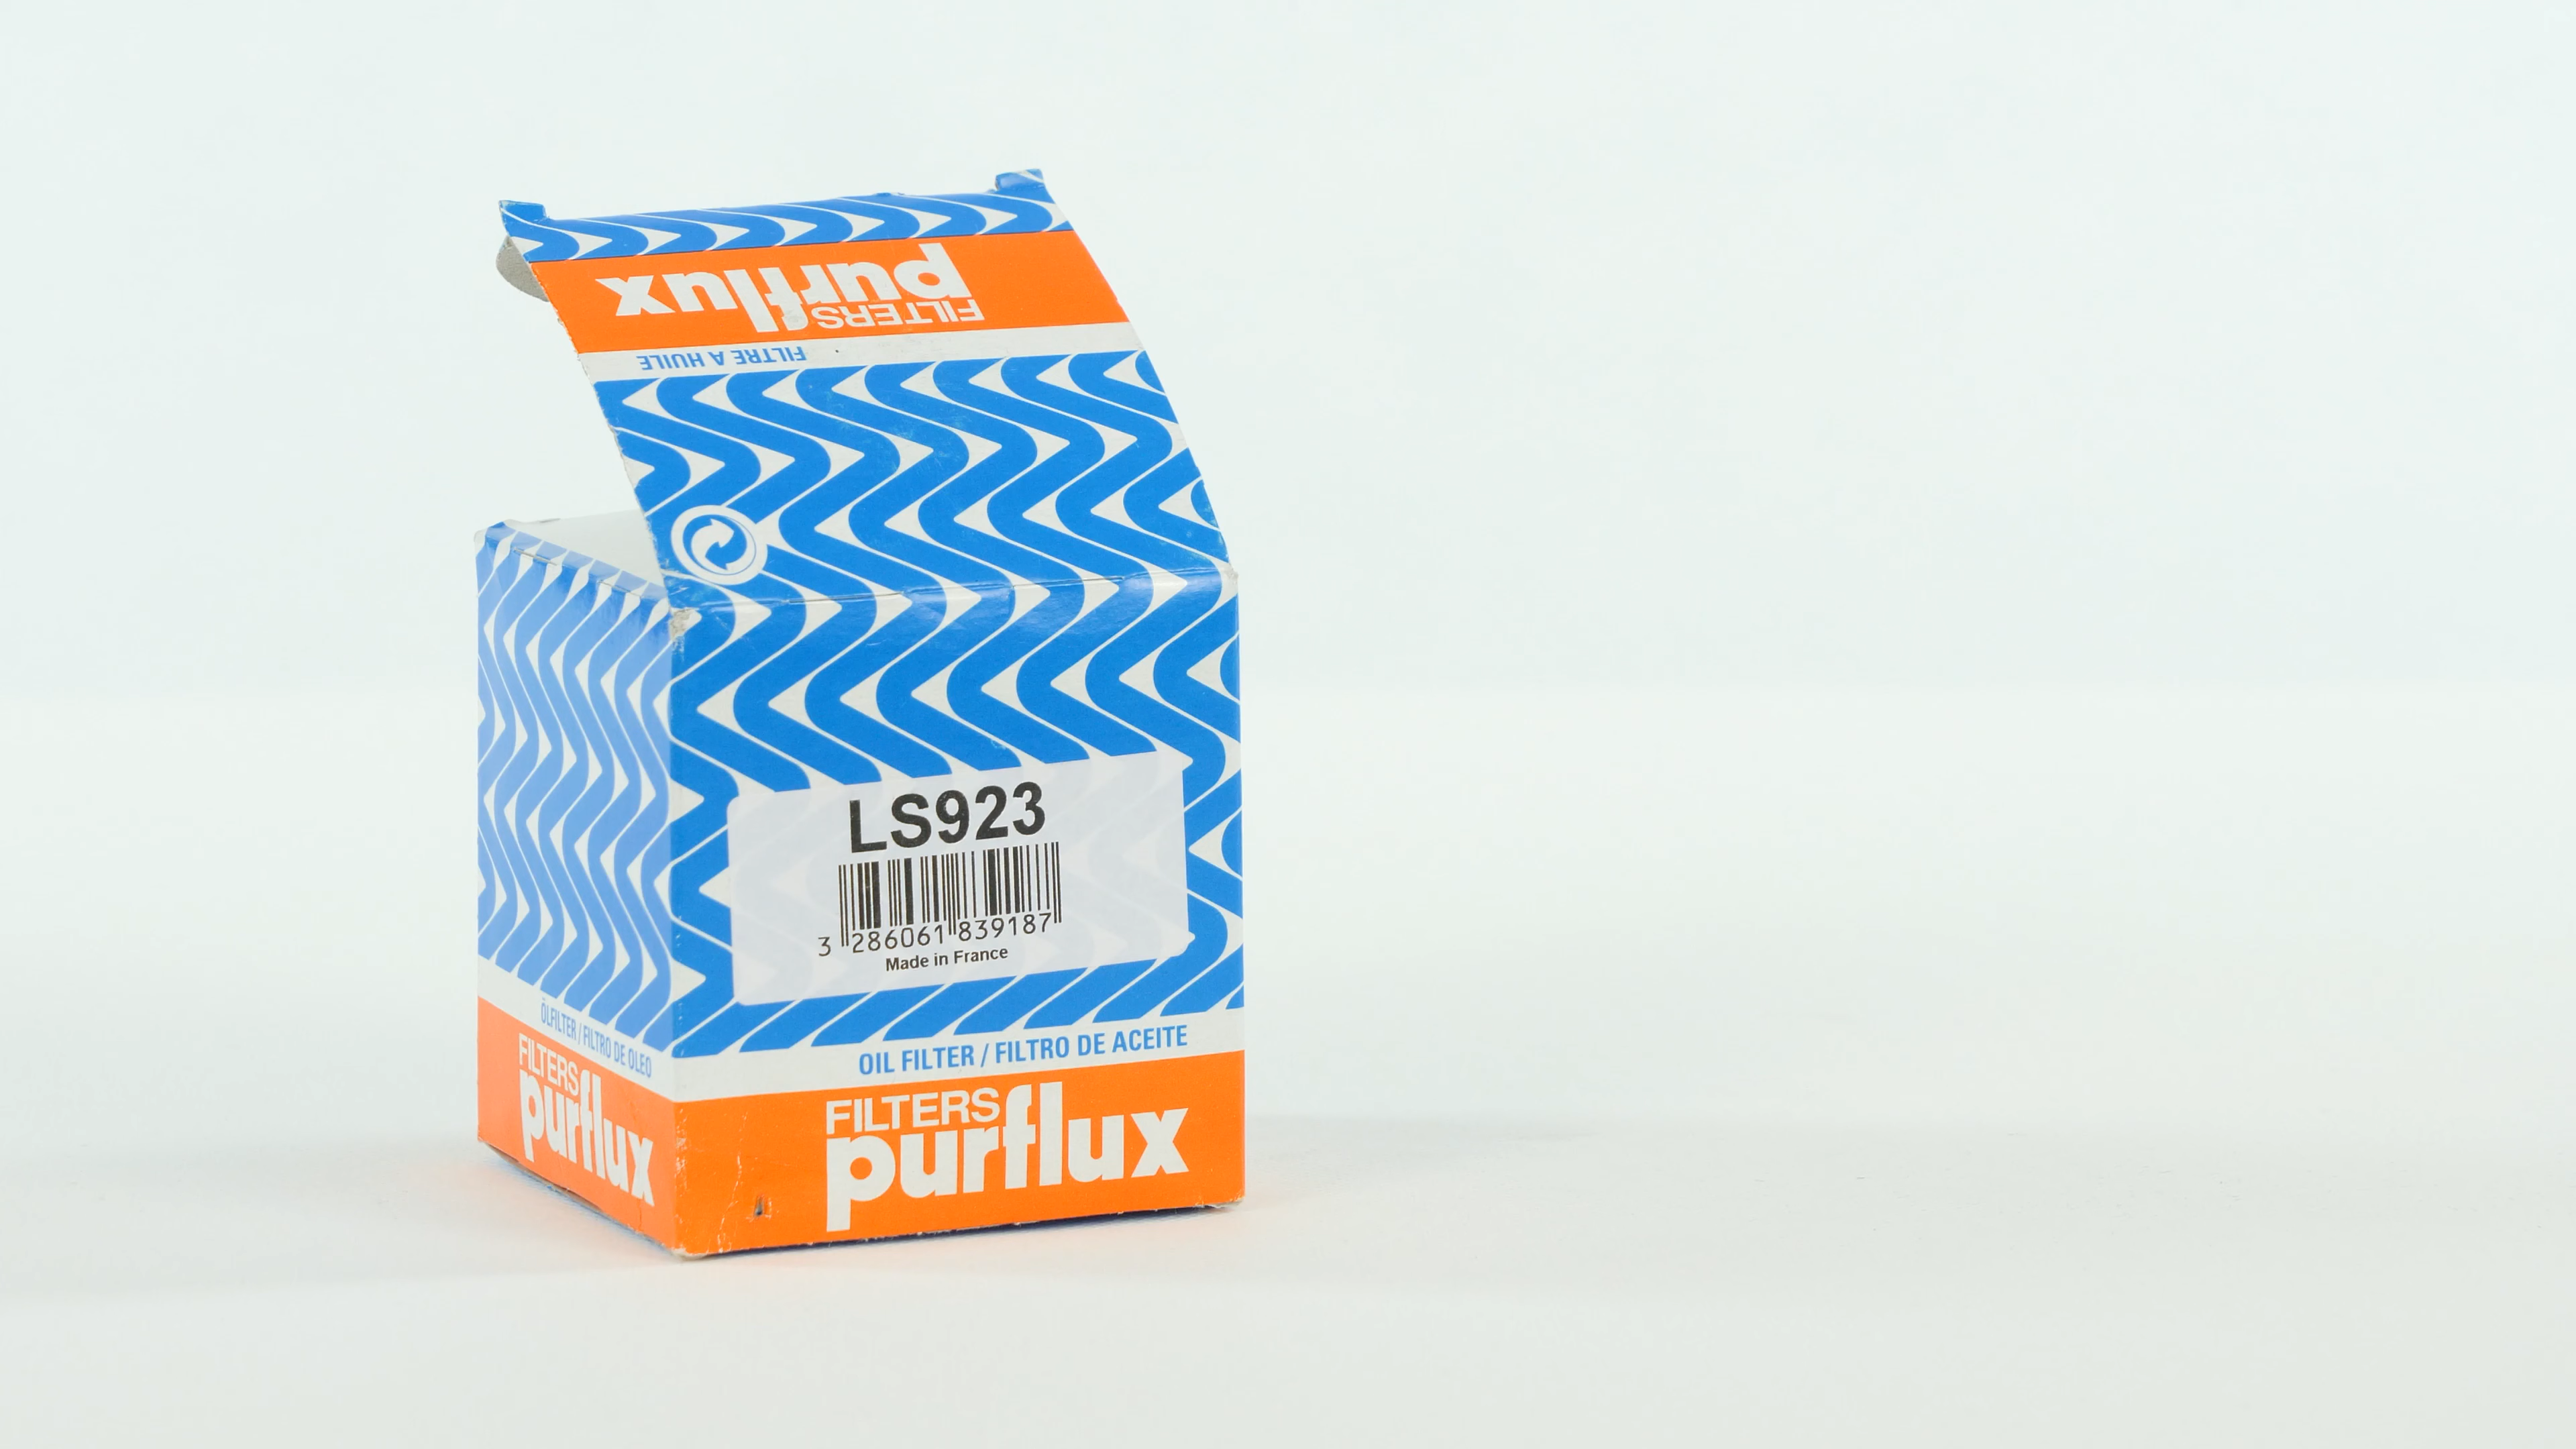 purflux
FILTERS
FILTRE A HUILE
LS923
3 286061 839187
Made in France
OIL FILTER / FILTRO DE ACEITE
FILTERS
purflux
ÖLFILTER / FILTRO DE OLEO
FILTERS
purflux